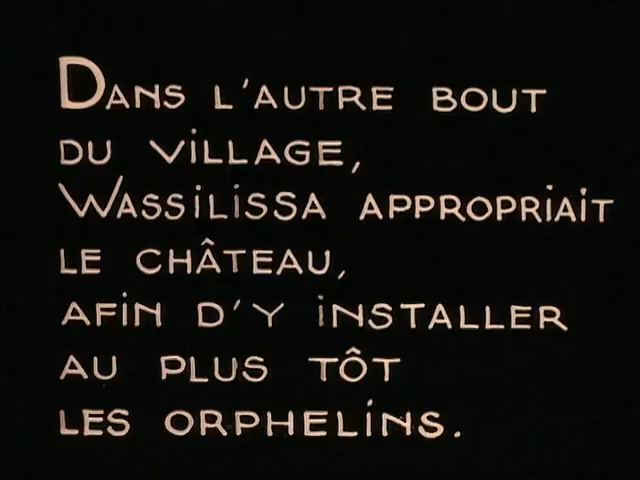 Dans l'autre bout
du village,
Wassilissa appropriait
le château,
afin d'y installer
au plus tôt
les orphelins.